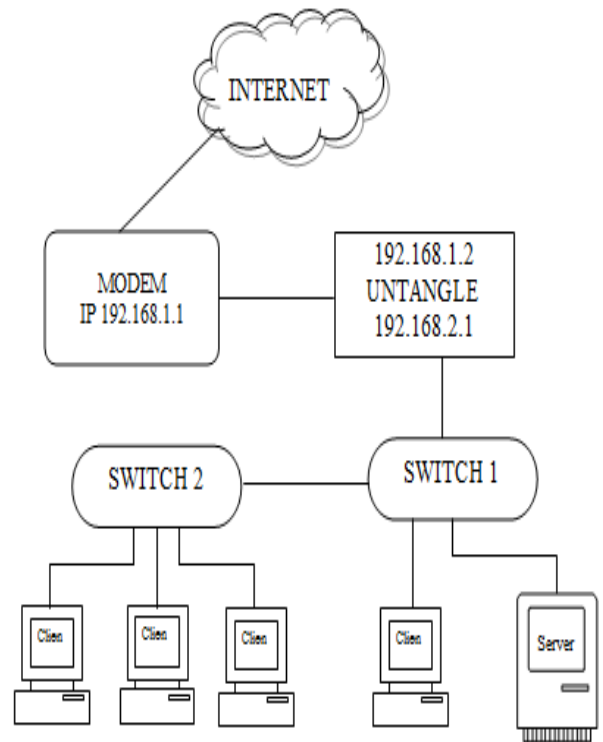 INTERNET
MODEM
IP 192.168.1.1
192.168.1.2
UNTANGLE
192.168.2.1
SWITCH 2
SWITCH 1
Clien
Clien
Clien
Clien
Server